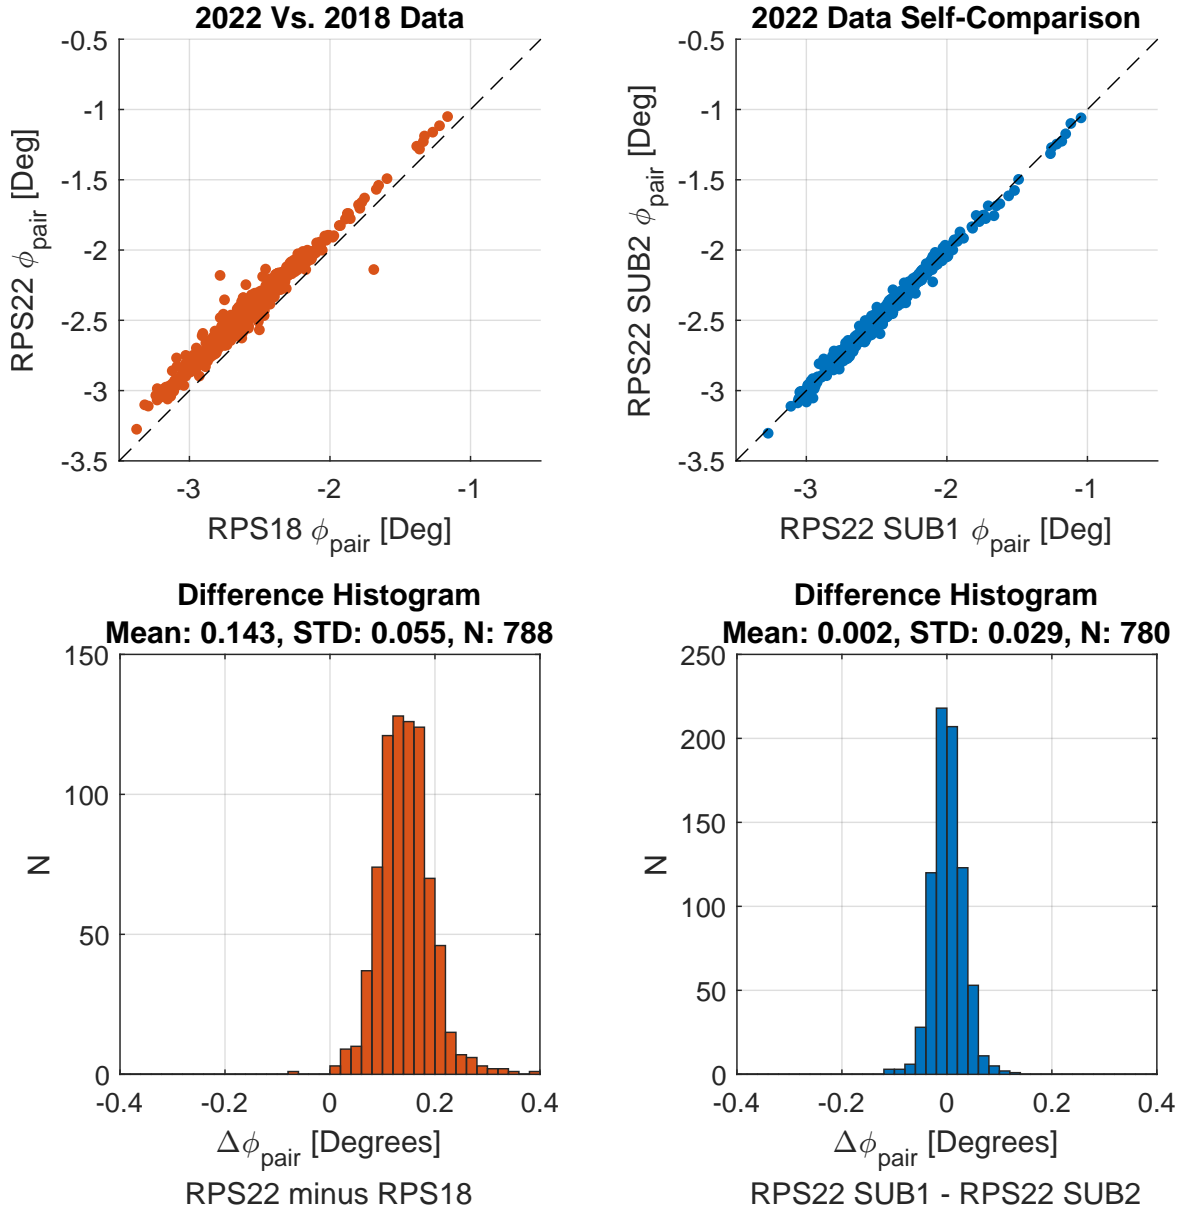 2022 Vs. 2018 Data
-0.5
-1
-1.5
-2
-2.5
-3
-3.5
-3
-2
-1
RPS22 ϕpair [Deg]
RPS18 ϕpair [Deg]
2022 Data Self-Comparison
-0.5
-1
-1.5
-2
-2.5
-3
-3.5
-3
-2
-1
RPS22 SUB2 ϕpair [Deg]
RPS22 SUB1 ϕpair [Deg]
Difference Histogram
Mean: 0.143, STD: 0.055, N: 788
150
100
50
0
-0.4
-0.2
0
0.2
0.4
N
Δϕpair [Degrees]
RPS22 minus RPS18
Difference Histogram
Mean: 0.002, STD: 0.029, N: 780
250
200
150
100
50
0
-0.4
-0.2
0
0.2
0.4
N
Δϕpair [Degrees]
RPS22 SUB1 - RPS22 SUB2